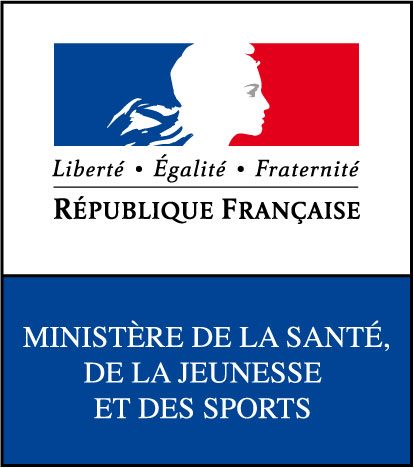 Liberté • Égalité • Fraternité
RÉPUBLIQUE FRANÇAISE
MINISTÈRE DE LA SANTÉ,
DE LA JEUNESSE
ET DES SPORTS